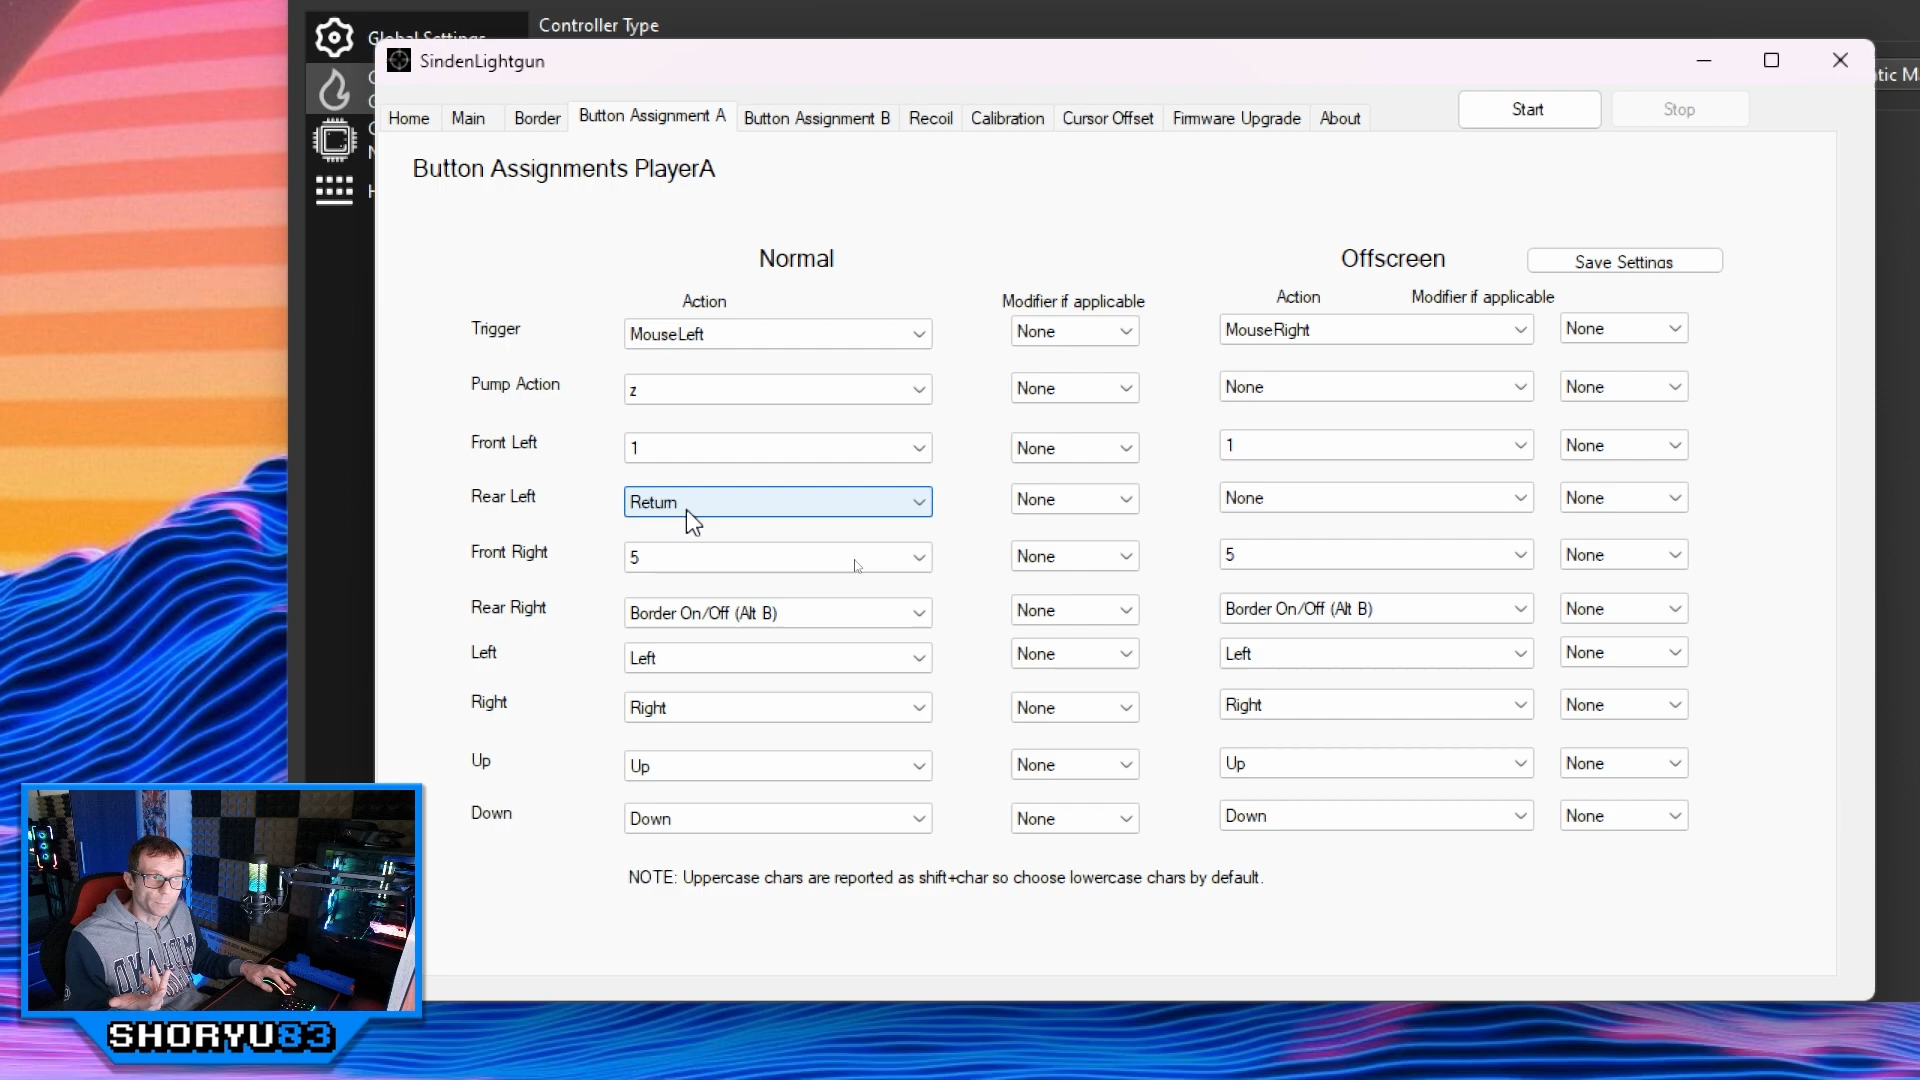 Controller Type
Global Settings
SindenLightgun
Home
Main
Border
Button Assignment A
Button Assignment B
Recoil
Calibration
Cursor Offset
Firmware Upgrade
About
Start
Stop
Button Assignments PlayerA
Normal
Offscreen
Save Settings
Action
Modifier if applicable
Action
Modifier if applicable
Trigger
MouseLeft
None
MouseRight
None
Pump Action
z
None
None
None
Front Left
1
None
1
None
Rear Left
Return
None
None
None
Front Right
5
None
5
None
Rear Right
Border On/Off (Alt B)
None
Border On/Off (Alt B)
None
Left
Left
None
Left
None
Right
Right
None
Right
None
Up
Up
None
Up
None
Down
Down
None
Down
None
NOTE: Uppercase chars are reported as shift+char so choose lowercase chars by default.
SHORYU83